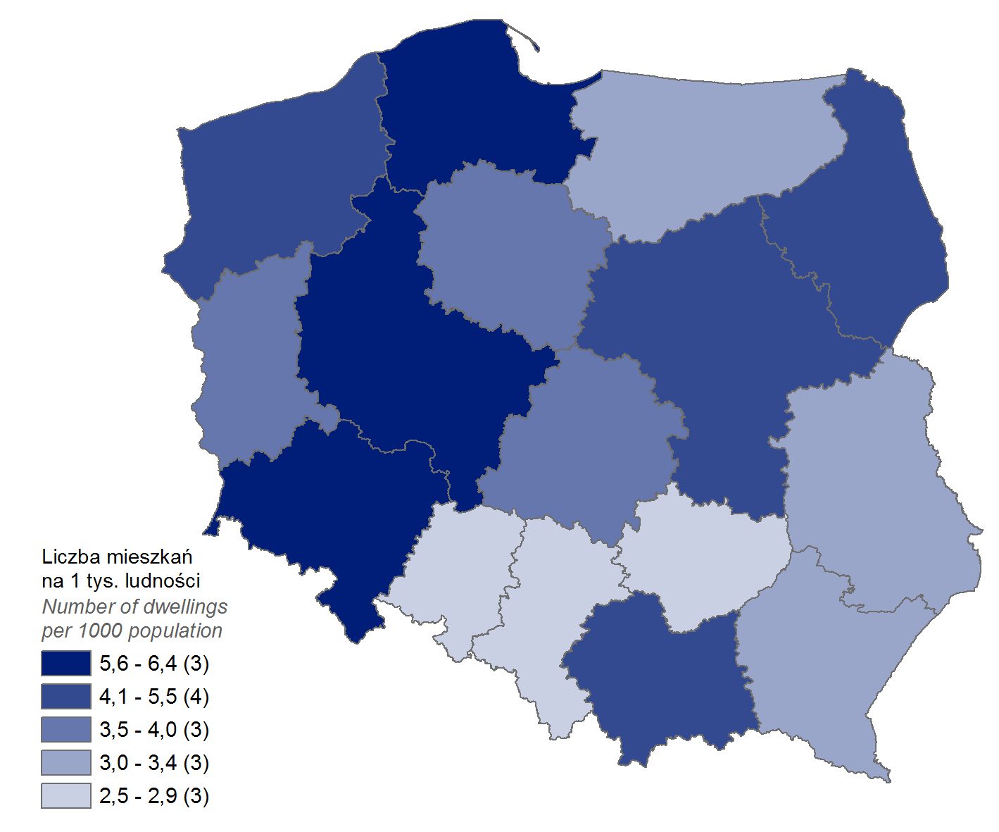 Liczba mieszkań
na 1 tys. ludności
Number of dwellings
per 1000 population
5,6 - 6,4 (3)
4,1 - 5,5 (4)
3,5 - 4,0 (3)
3,0 - 3,4 (3)
2,5 - 2,9 (3)